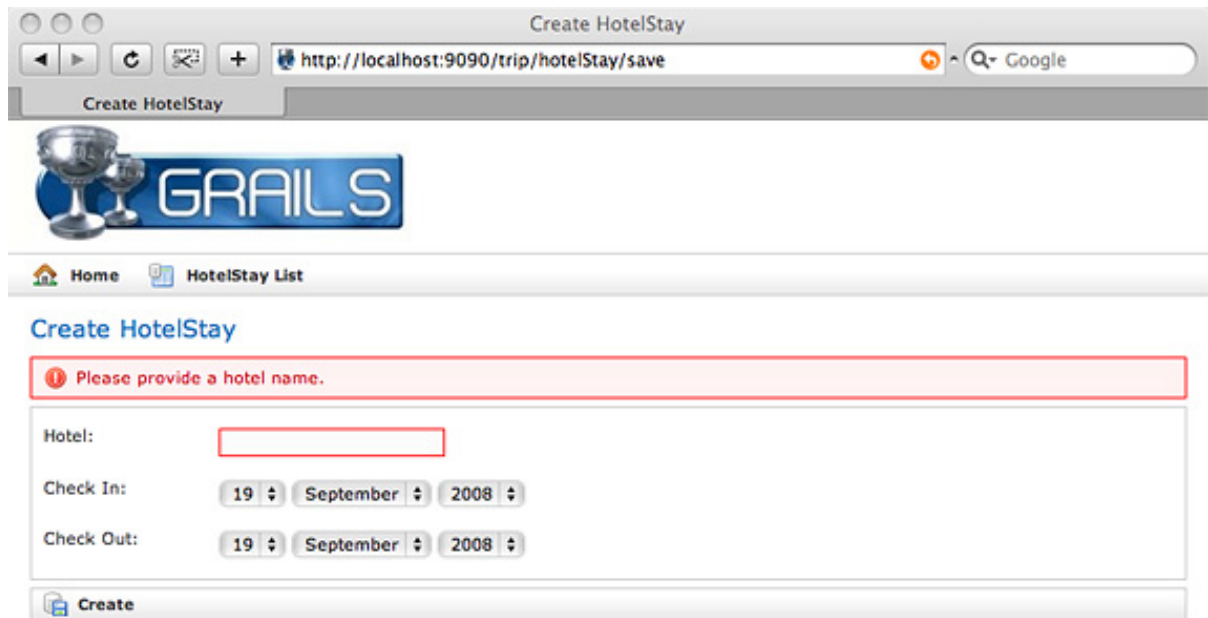 Create HotelStay
http://localhost:9090/trip/hotelStay/save
Google
Create HotelStay
GRAILS
Home HotelStay List
Create HotelStay
Please provide a hotel name.
Hotel:
Check In: 19 September 2008
Check Out: 19 September 2008
Create